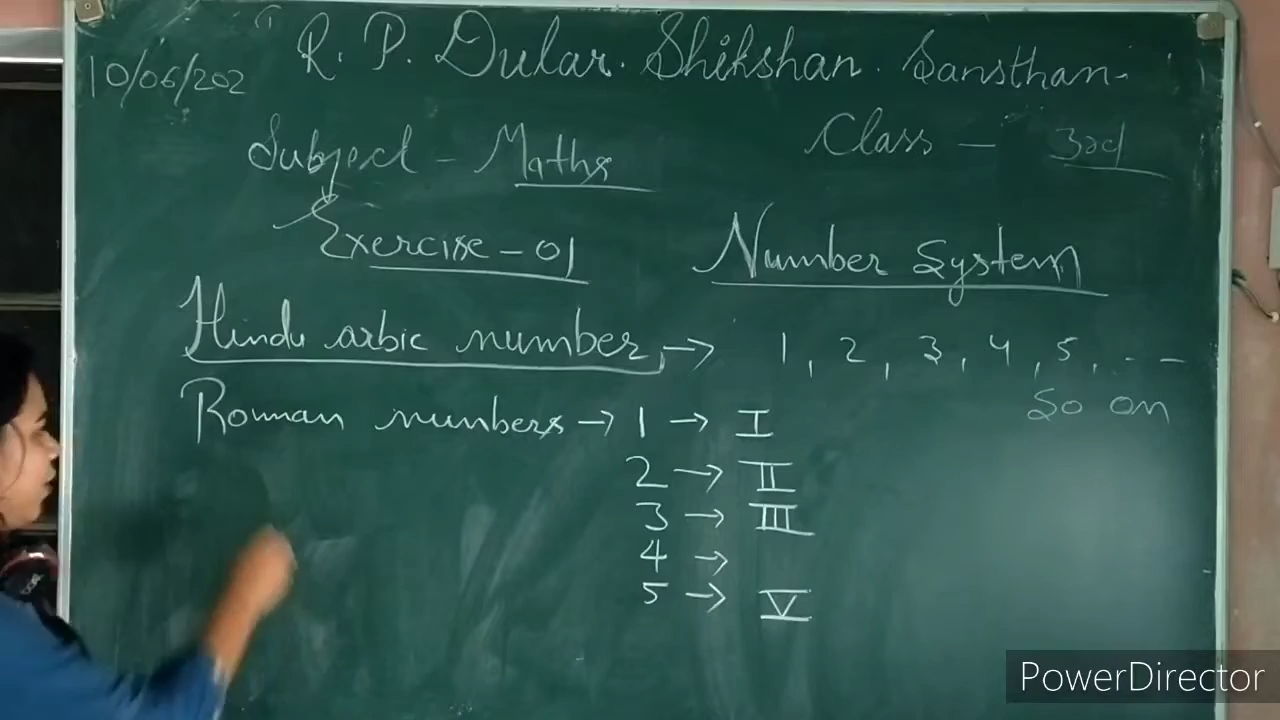 R. P. Dular. Shikshan. Sansthan.
10/06/202
Subject - Maths
Class - 3rd
Exercise - 01
Number System
Hindu arbic number, → 1, 2, 3, 4, 5, . - -
So on
Roman numbers → 1 → I
2 → II
3 → III
4 →
5 → V
PowerDirector